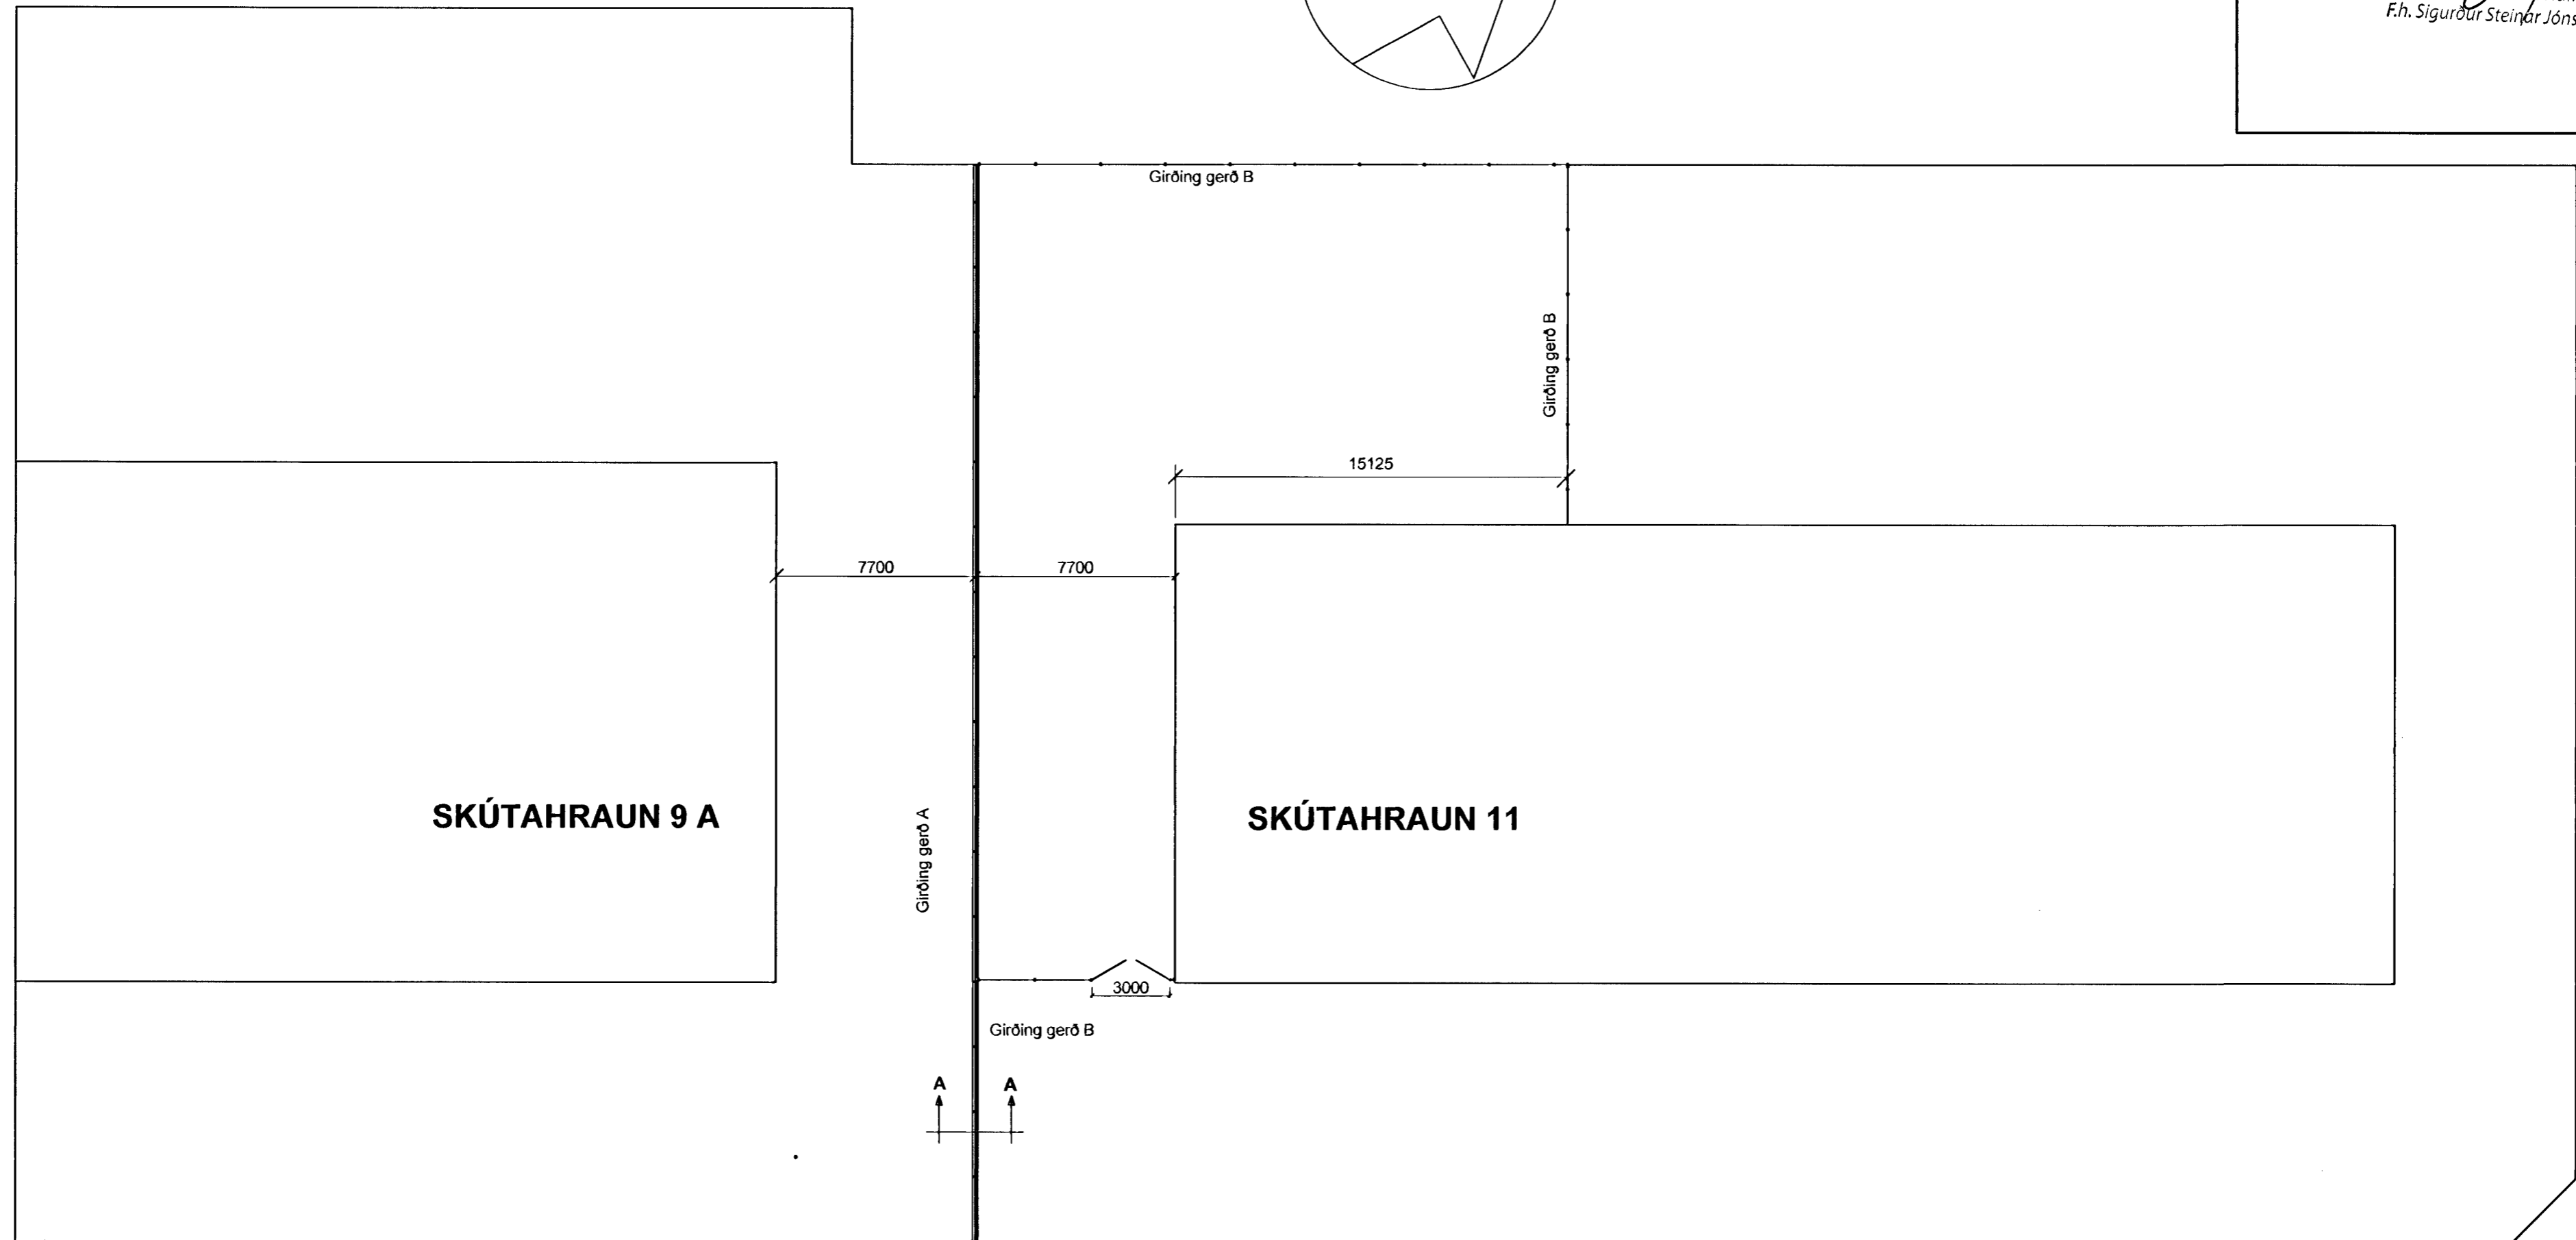 F.h. Sigurður Steinar Jóns
Girðing gerð B
Girðing gerð B
15125
7700
7700
SKÚTAHRAUN 9 A
SKÚTAHRAUN 11
Girðing gerð A
3000
Girðing gerð B
A
A